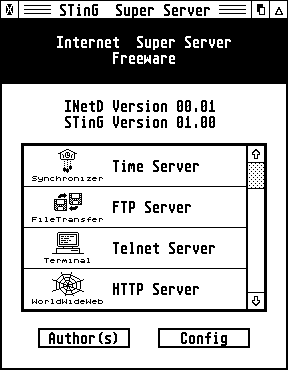 STinG Super Server
Internet Super Server
Freeware
INetD Version 00.01
STinG Version 01.00
Synchronizer
Time Server
FileTransfer
FTP Server
Terminal
Telnet Server
WorldWideWeb
HTTP Server
Author(s)
Config